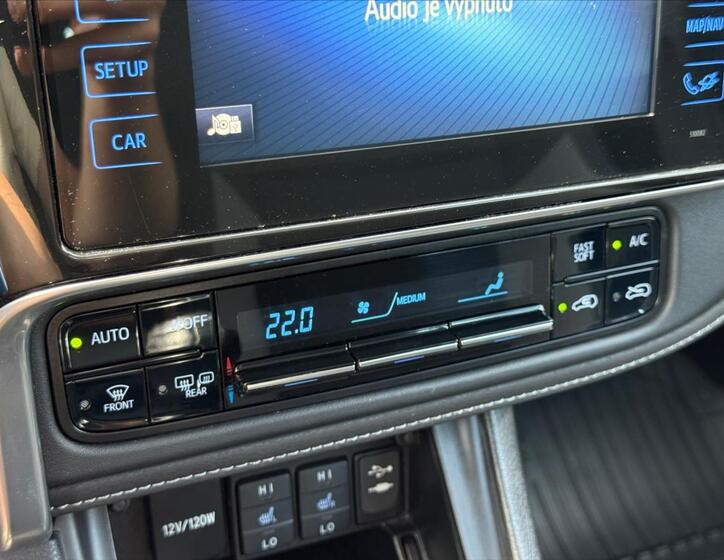 Audio je vypnuto
SETUP
CAR
MAP/NAV
510082
AUTO
OFF
FRONT
REAR
22.0
MEDIUM
FAST
SOFT
A/C
12V/120W
HI
LO
HI
LO